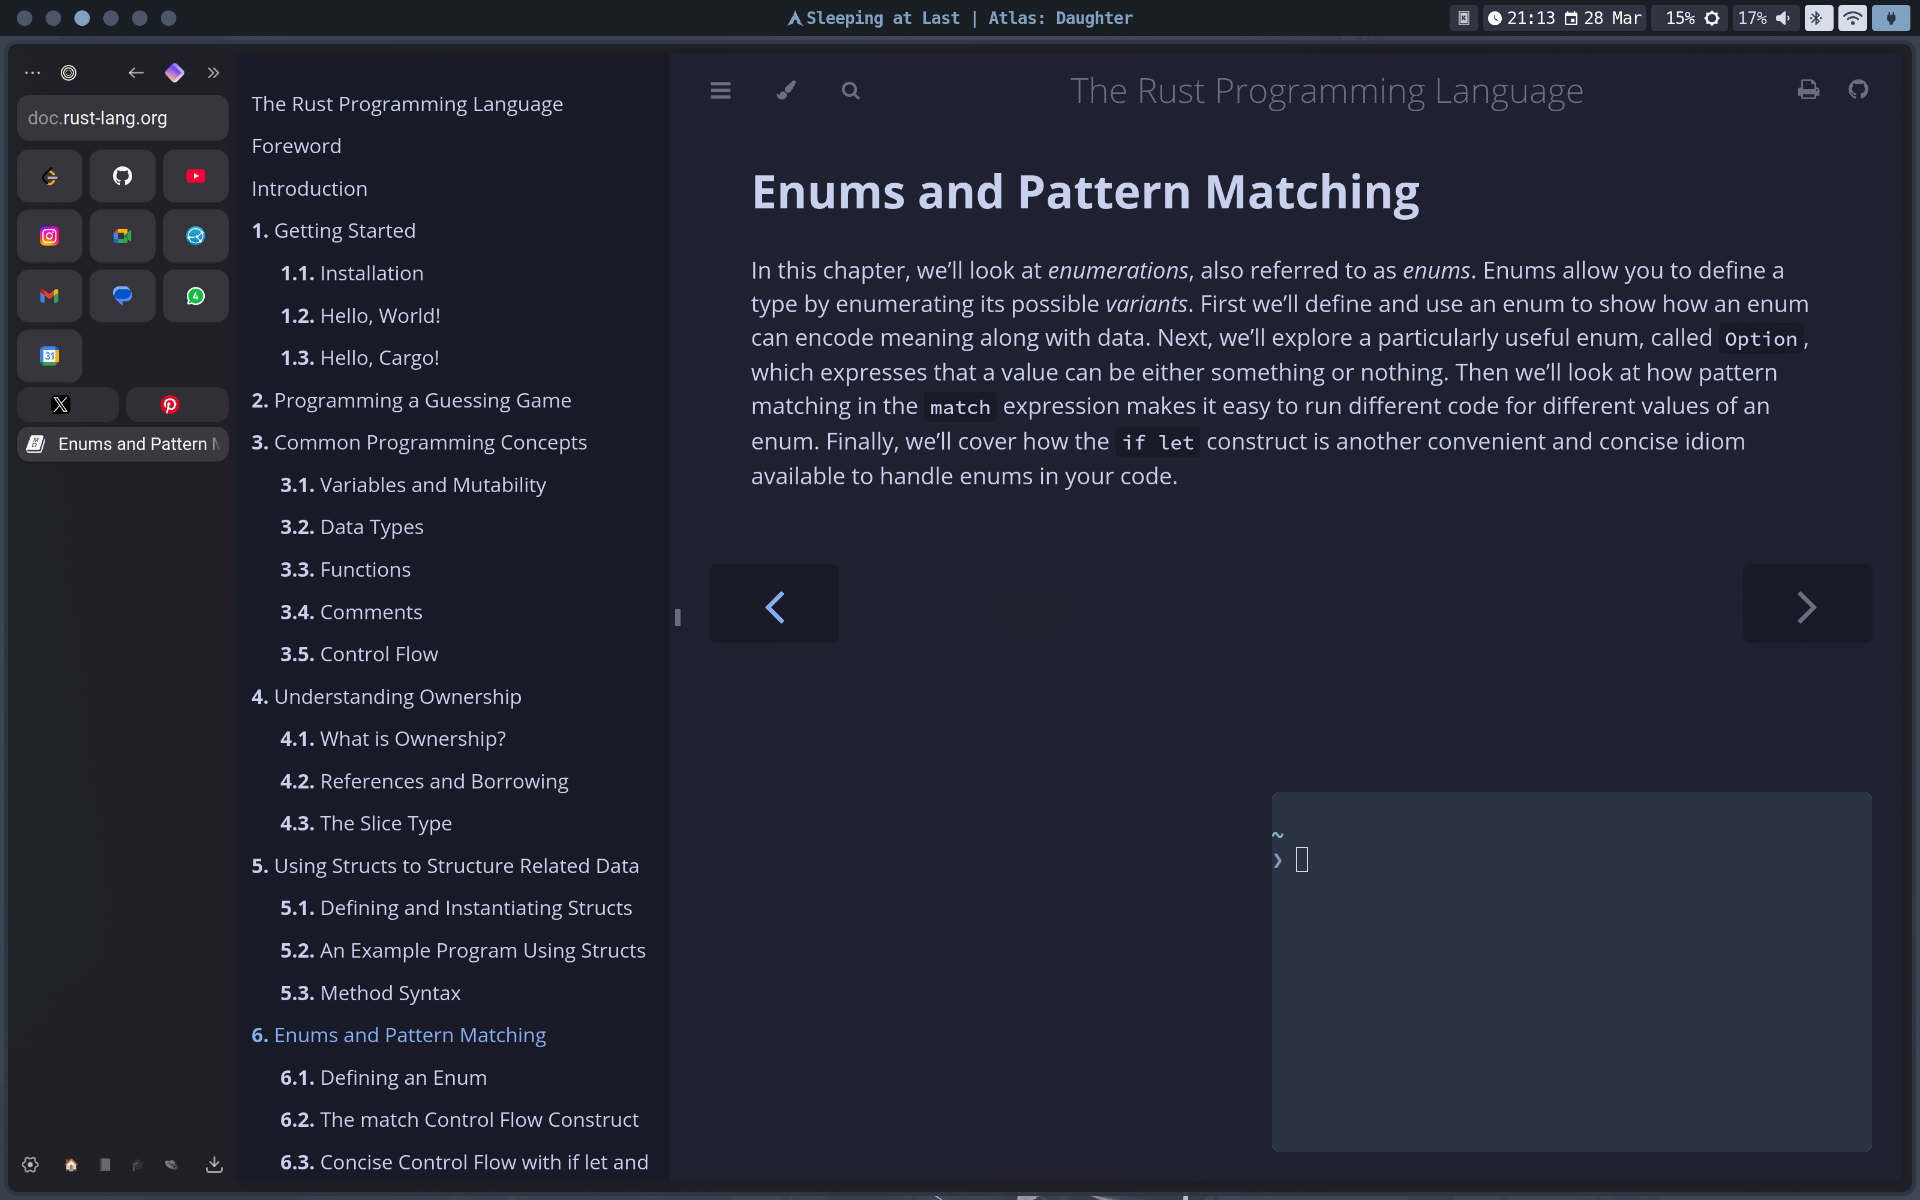 Sleeping at Last | Atlas: Daughter
21:13 28 Mar 15% 17%
doc.rust-lang.org
4
31
Enums and Pattern
The Rust Programming Language
Foreword
Introduction
1. Getting Started
1.1. Installation
1.2. Hello, World!
1.3. Hello, Cargo!
2. Programming a Guessing Game
3. Common Programming Concepts
3.1. Variables and Mutability
3.2. Data Types
3.3. Functions
3.4. Comments
3.5. Control Flow
4. Understanding Ownership
4.1. What is Ownership?
4.2. References and Borrowing
4.3. The Slice Type
5. Using Structs to Structure Related Data
5.1. Defining and Instantiating Structs
5.2. An Example Program Using Structs
5.3. Method Syntax
6. Enums and Pattern Matching
6.1. Defining an Enum
6.2. The match Control Flow Construct
6.3. Concise Control Flow with if let and
The Rust Programming Language
Enums and Pattern Matching
In this chapter, we’ll look at enumerations, also referred to as enums. Enums allow you to define a
type by enumerating its possible variants. First we’ll define and use an enum to show how an enum
can encode meaning along with data. Next, we’ll explore a particularly useful enum, called Option,
which expresses that a value can be either something or nothing. Then we’ll look at how pattern
matching in the match expression makes it easy to run different code for different values of an
enum. Finally, we’ll cover how the if let construct is another convenient and concise idiom
available to handle enums in your code.
~
❯